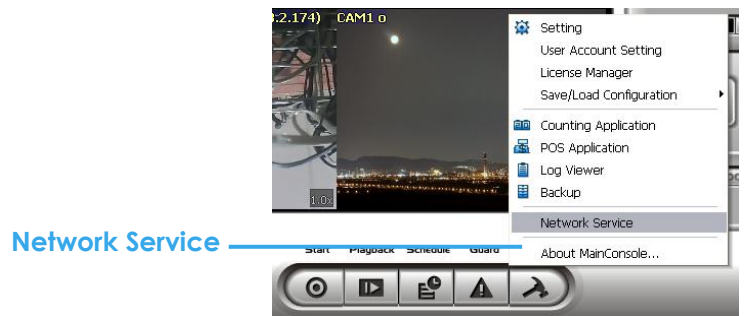 :2.174) CAM1 o
Setting
User Account Setting
License Manager
Save/Load Configuration
Counting Application
POS Application
Log Viewer
Backup
Network Service
About MainConsole...
1.0x
Network Service
Start Playback Schedule Guard